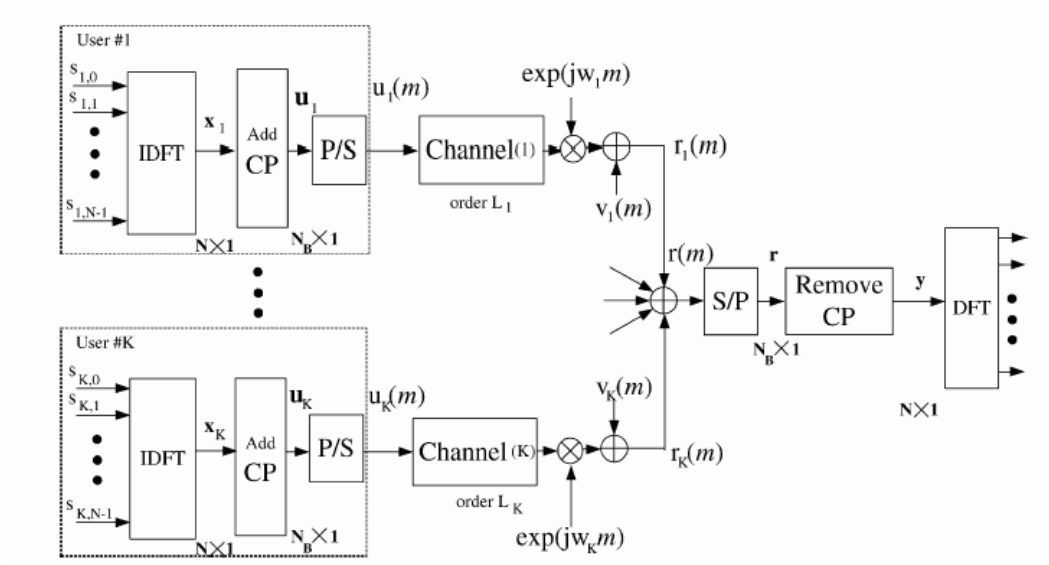 User #1
s1,0
s1,1
s1,N-1
IDFT
x1
N×1
Add
CP
u1
NB×1
P/S
u1(m)
Channel(1)
order L1
exp(jw1m)
v1(m)
r1(m)
r(m)
S/P
r
NB×1
Remove
CP
y
DFT
N×1
User #K
sK,0
sK,1
sK,N-1
IDFT
xK
N×1
Add
CP
uK
NB×1
P/S
uK(m)
Channel(K)
order LK
exp(jwKm)
vK(m)
rK(m)